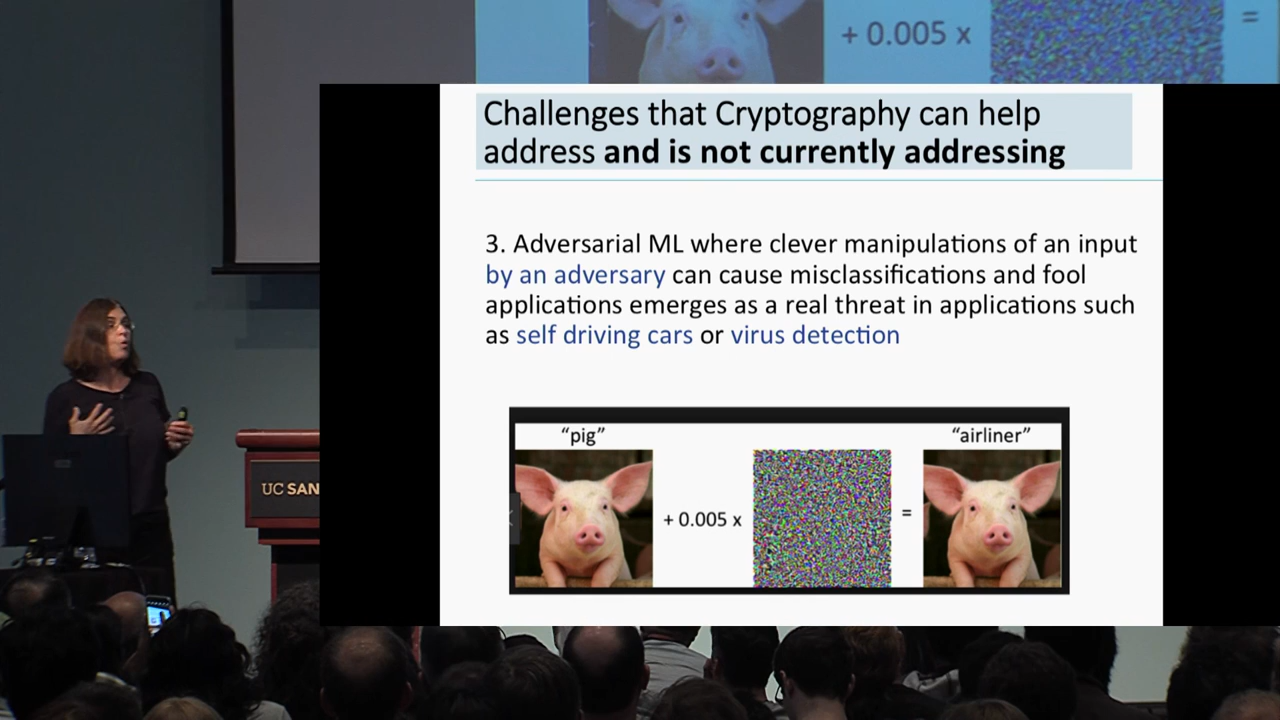 + 0.005 x
=
Challenges that Cryptography can help
address and is not currently addressing
3. Adversarial ML where clever manipulations of an input
by an adversary can cause misclassifications and fool
applications emerges as a real threat in applications such
as self driving cars or virus detection
“pig”
“airliner”
+ 0.005 x
=
UC SAN